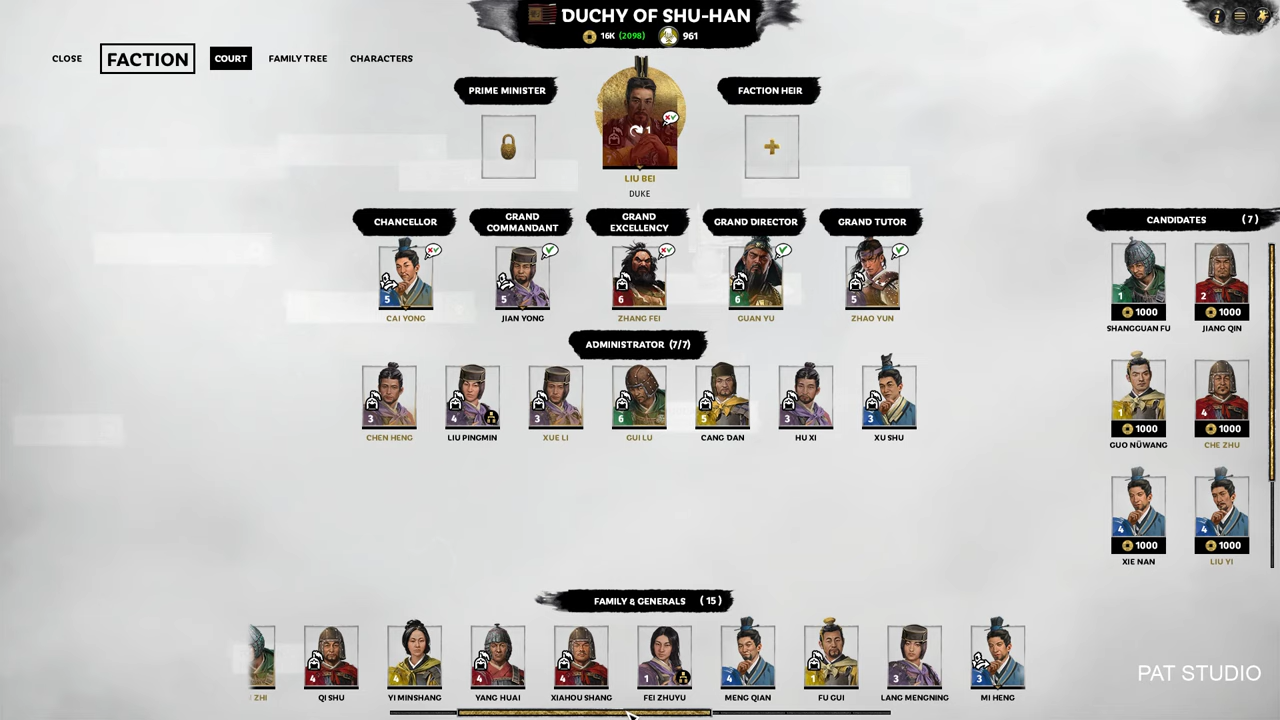 DUCHY OF SHU-HAN
16K (2098) 961
CLOSE FACTION COURT FAMILY TREE CHARACTERS
PRIME MINISTER FACTION HEIR
1
LIU BEI
DUKE
CHANCELLOR GRAND COMMANDANT GRAND EXCELLENCY GRAND DIRECTOR GRAND TUTOR
5 5 6 6 5
CAI YONG JIAN YONG ZHANG FEI GUAN YU ZHAO YUN
ADMINISTRATOR (7/7)
3 4 3 6 5 3 3
CHEN HENG LIU PINGMIN XUE LI GUI LU CANG DAN HU XI XU SHU
CANDIDATES (7)
1 2
1000 1000
SHANGGUAN FU JIANG QIN
1 4
1000 1000
GUO NÜWANG CHE ZHU
4 4
1000 1000
XIE NAN LIU YI
FAMILY & GENERALS (15)
4 4 4 4 1 4 1 3 3
ZHI QI SHU YI MINSHANG YANG HUAI XIAHOU SHANG FEI ZHUYU MENG QIAN FU GUI LANG MENGNING MI HENG
PAT STUDIO